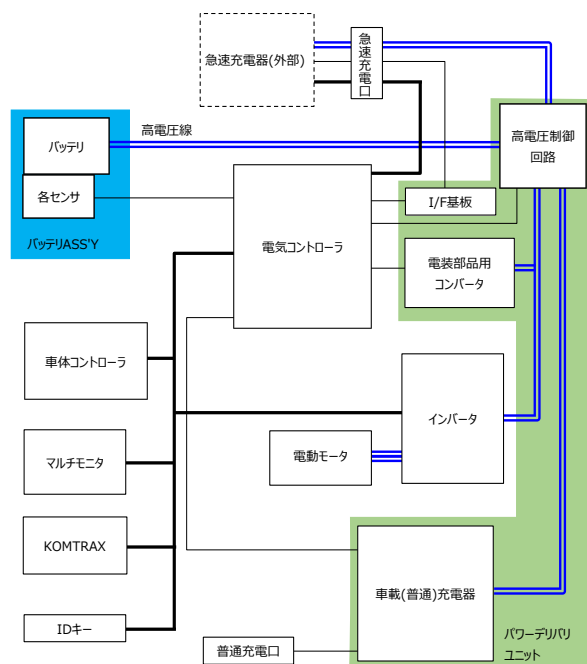 急速充電器(外部)
急速充電口
高電圧線
高電圧制御
回路
バッテリ
各センサ
バッテリASS'Y
I/F基板
電気コントローラ
電装部品用
コンバータ
車体コントローラ
インバータ
マルチモニタ
電動モータ
KOMTRAX
車載(普通)充電器
IDキー
普通充電口
パワーデリバリ
ユニット